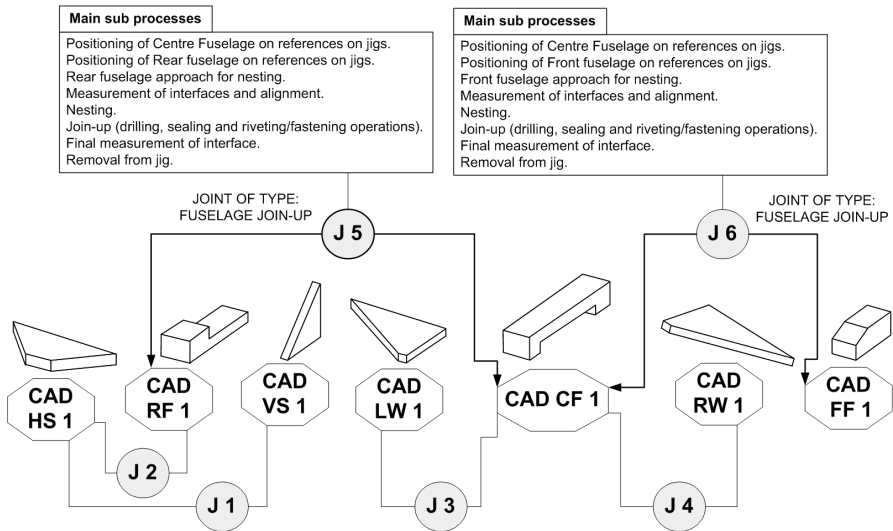 Main sub processes
Positioning of Centre Fuselage on references on jigs.
Positioning of Rear fuselage on references on jigs.
Rear fuselage approach for nesting.
Measurement of interfaces and alignment.
Nesting.
Join-up (drilling, sealing and riveting/fastening operations).
Final measurement of interface.
Removal from jig.
Main sub processes
Positioning of Centre Fuselage on references on jigs.
Positioning of Front fuselage on references on jigs.
Front fuselage approach for nesting.
Measurement of interfaces and alignment.
Nesting.
Join-up (drilling, sealing and riveting/fastening operations).
Final measurement of interface.
Removal from jig.
JOINT OF TYPE:
FUSELAGE JOIN-UP
J 5
J 6
JOINT OF TYPE:
FUSELAGE JOIN-UP
CAD
HS 1
CAD
RF 1
CAD
VS 1
CAD
LW 1
CAD CF 1
CAD
RW 1
CAD
FF 1
J 2
J 1
J 3
J 4